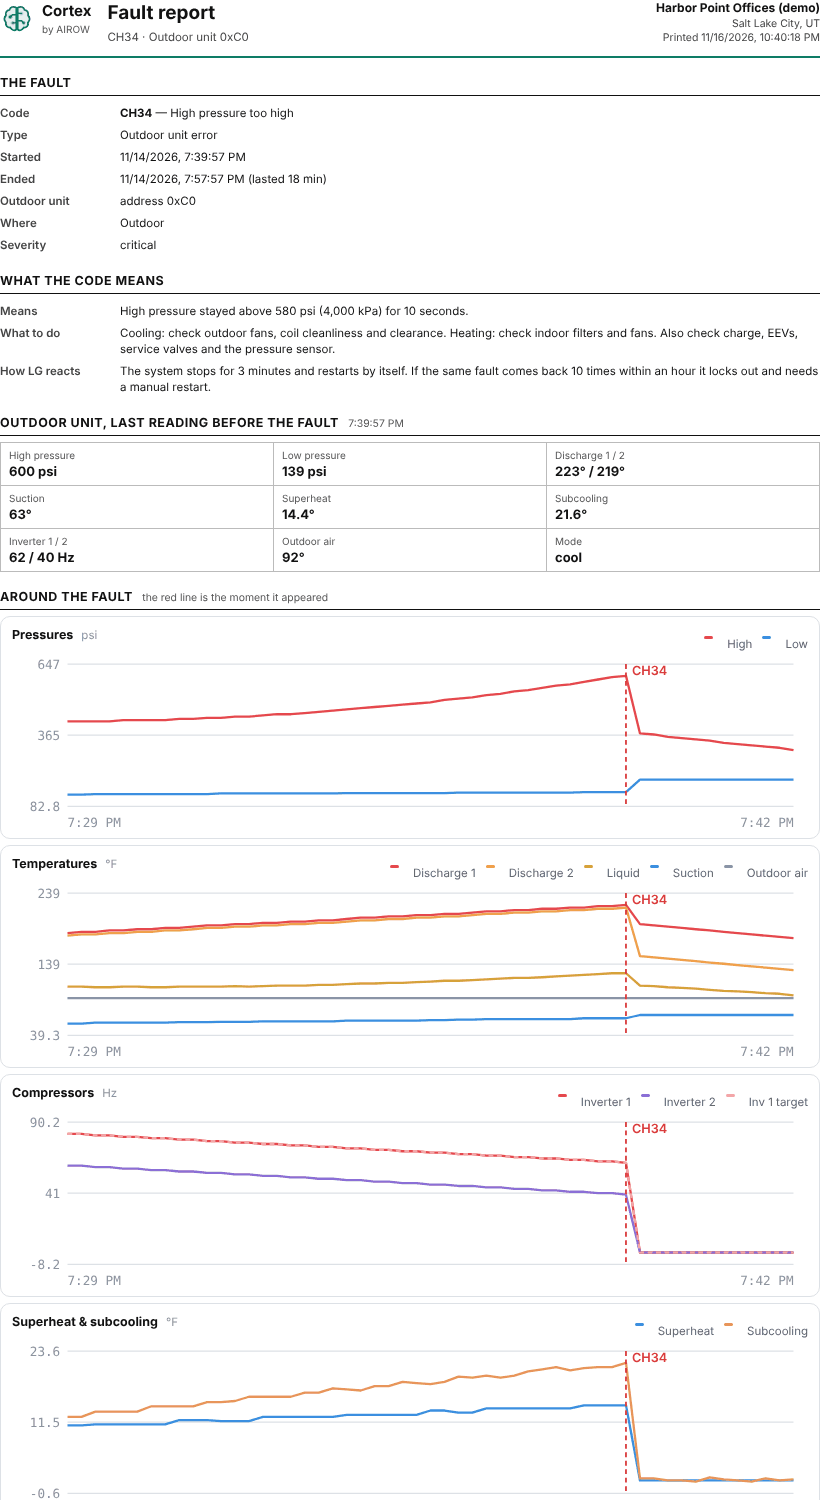 Cortex
by AIROW
Fault report
CH34 · Outdoor unit 0xC0
Harbor Point Offices (demo)
Salt Lake City, UT
Printed 11/16/2026, 10:40:18 PM
THE FAULT
Code CH34 — High pressure too high
Type Outdoor unit error
Started 11/14/2026, 7:39:57 PM
Ended 11/14/2026, 7:57:57 PM (lasted 18 min)
Outdoor unit address 0xC0
Where Outdoor
Severity critical
WHAT THE CODE MEANS
Means High pressure stayed above 580 psi (4,000 kPa) for 10 seconds.
What to do Cooling: check outdoor fans, coil cleanliness and clearance. Heating: check indoor filters and fans. Also check charge, EEVs,
service valves and the pressure sensor.
How LG reacts The system stops for 3 minutes and restarts by itself. If the same fault comes back 10 times within an hour it locks out and needs
a manual restart.
OUTDOOR UNIT, LAST READING BEFORE THE FAULT 7:39:57 PM
High pressure Low pressure Discharge 1 / 2
600 psi 139 psi 223° / 219°
Suction Superheat Subcooling
63° 14.4° 21.6°
Inverter 1 / 2 Outdoor air Mode
62 / 40 Hz 92° cool
AROUND THE FAULT the red line is the moment it appeared
Pressures psi
High Low
647
CH34
365
82.8
7:29 PM 7:42 PM
Temperatures °F
Discharge 1 Discharge 2 Liquid Suction Outdoor air
239
CH34
139
39.3
7:29 PM 7:42 PM
Compressors Hz
Inverter 1 Inverter 2 Inv 1 target
90.2
CH34
41
-8.2
7:29 PM 7:42 PM
Superheat & subcooling °F
Superheat Subcooling
23.6
CH34
11.5
-0.6